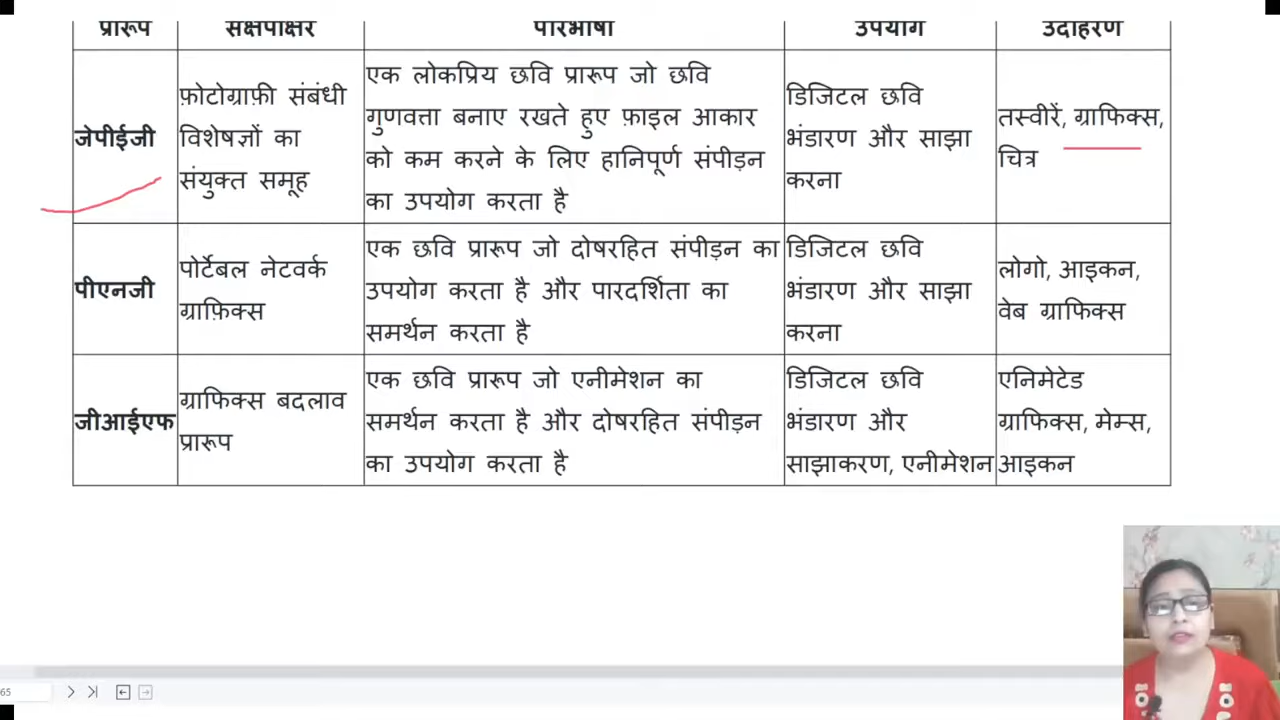 प्रारूप संक्षेपाक्षर परिभाषा उपयोग उदाहरण
जेपीईजी
फ़ोटोग्राफ़ी संबंधी
विशेषज्ञों का
संयुक्त समूह
एक लोकप्रिय छवि प्रारूप जो छवि
गुणवत्ता बनाए रखते हुए फ़ाइल आकार
को कम करने के लिए हानिपूर्ण संपीड़न
का उपयोग करता है
डिजिटल छवि
भंडारण और साझा
करना
तस्वीरें, ग्राफिक्स,
चित्र
पीएनजी
पोर्टेबल नेटवर्क
ग्राफ़िक्स
एक छवि प्रारूप जो दोषरहित संपीड़न का
उपयोग करता है और पारदर्शिता का
समर्थन करता है
डिजिटल छवि
भंडारण और साझा
करना
लोगो, आइकन,
वेब ग्राफिक्स
जीआईएफ
ग्राफिक्स बदलाव
प्रारूप
एक छवि प्रारूप जो एनीमेशन का
समर्थन करता है और दोषरहित संपीड़न
का उपयोग करता है
डिजिटल छवि
भंडारण और
साझाकरण, एनीमेशन
एनिमेटेड
ग्राफिक्स, मेम्स,
आइकन
65